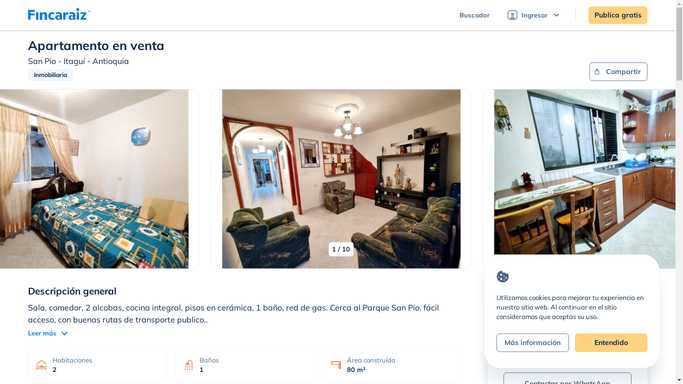 Fincaraiz
Buscador
Ingresar
Publica gratis
Apartamento en venta
San Pio - Itaguí - Antioquia
Inmobiliaria
Compartir
1 / 10
Descripción general
Sala, comedor, 2 alcobas, cocina integral, pisos en cerámica, 1 baño, red de gas. Cerca al Parque San Pío, fácil
acceso, con buenas rutas de transporte publico..
Leer más
Habitaciones
2
Baños
1
Área construída
80 m²
Utilizamos cookies para mejorar tu experiencia en
nuestro sitio web. Al continuar en el sitio
consideramos que aceptas su uso.
Más información
Entendido
Contactar por WhatsApp